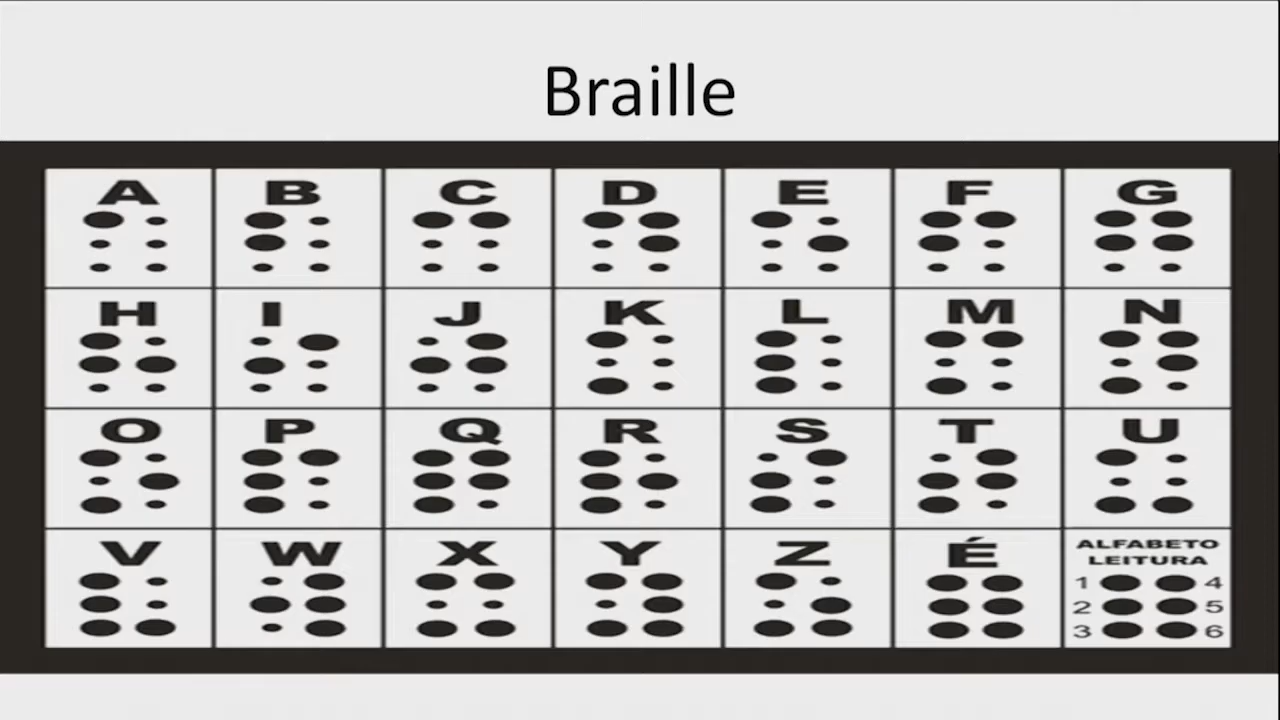 Braille
A B C D E F G
H I J K L M N
O P Q R S T U
V W X Y Z É ALFABETO
LEITURA
1 4
2 5
3 6